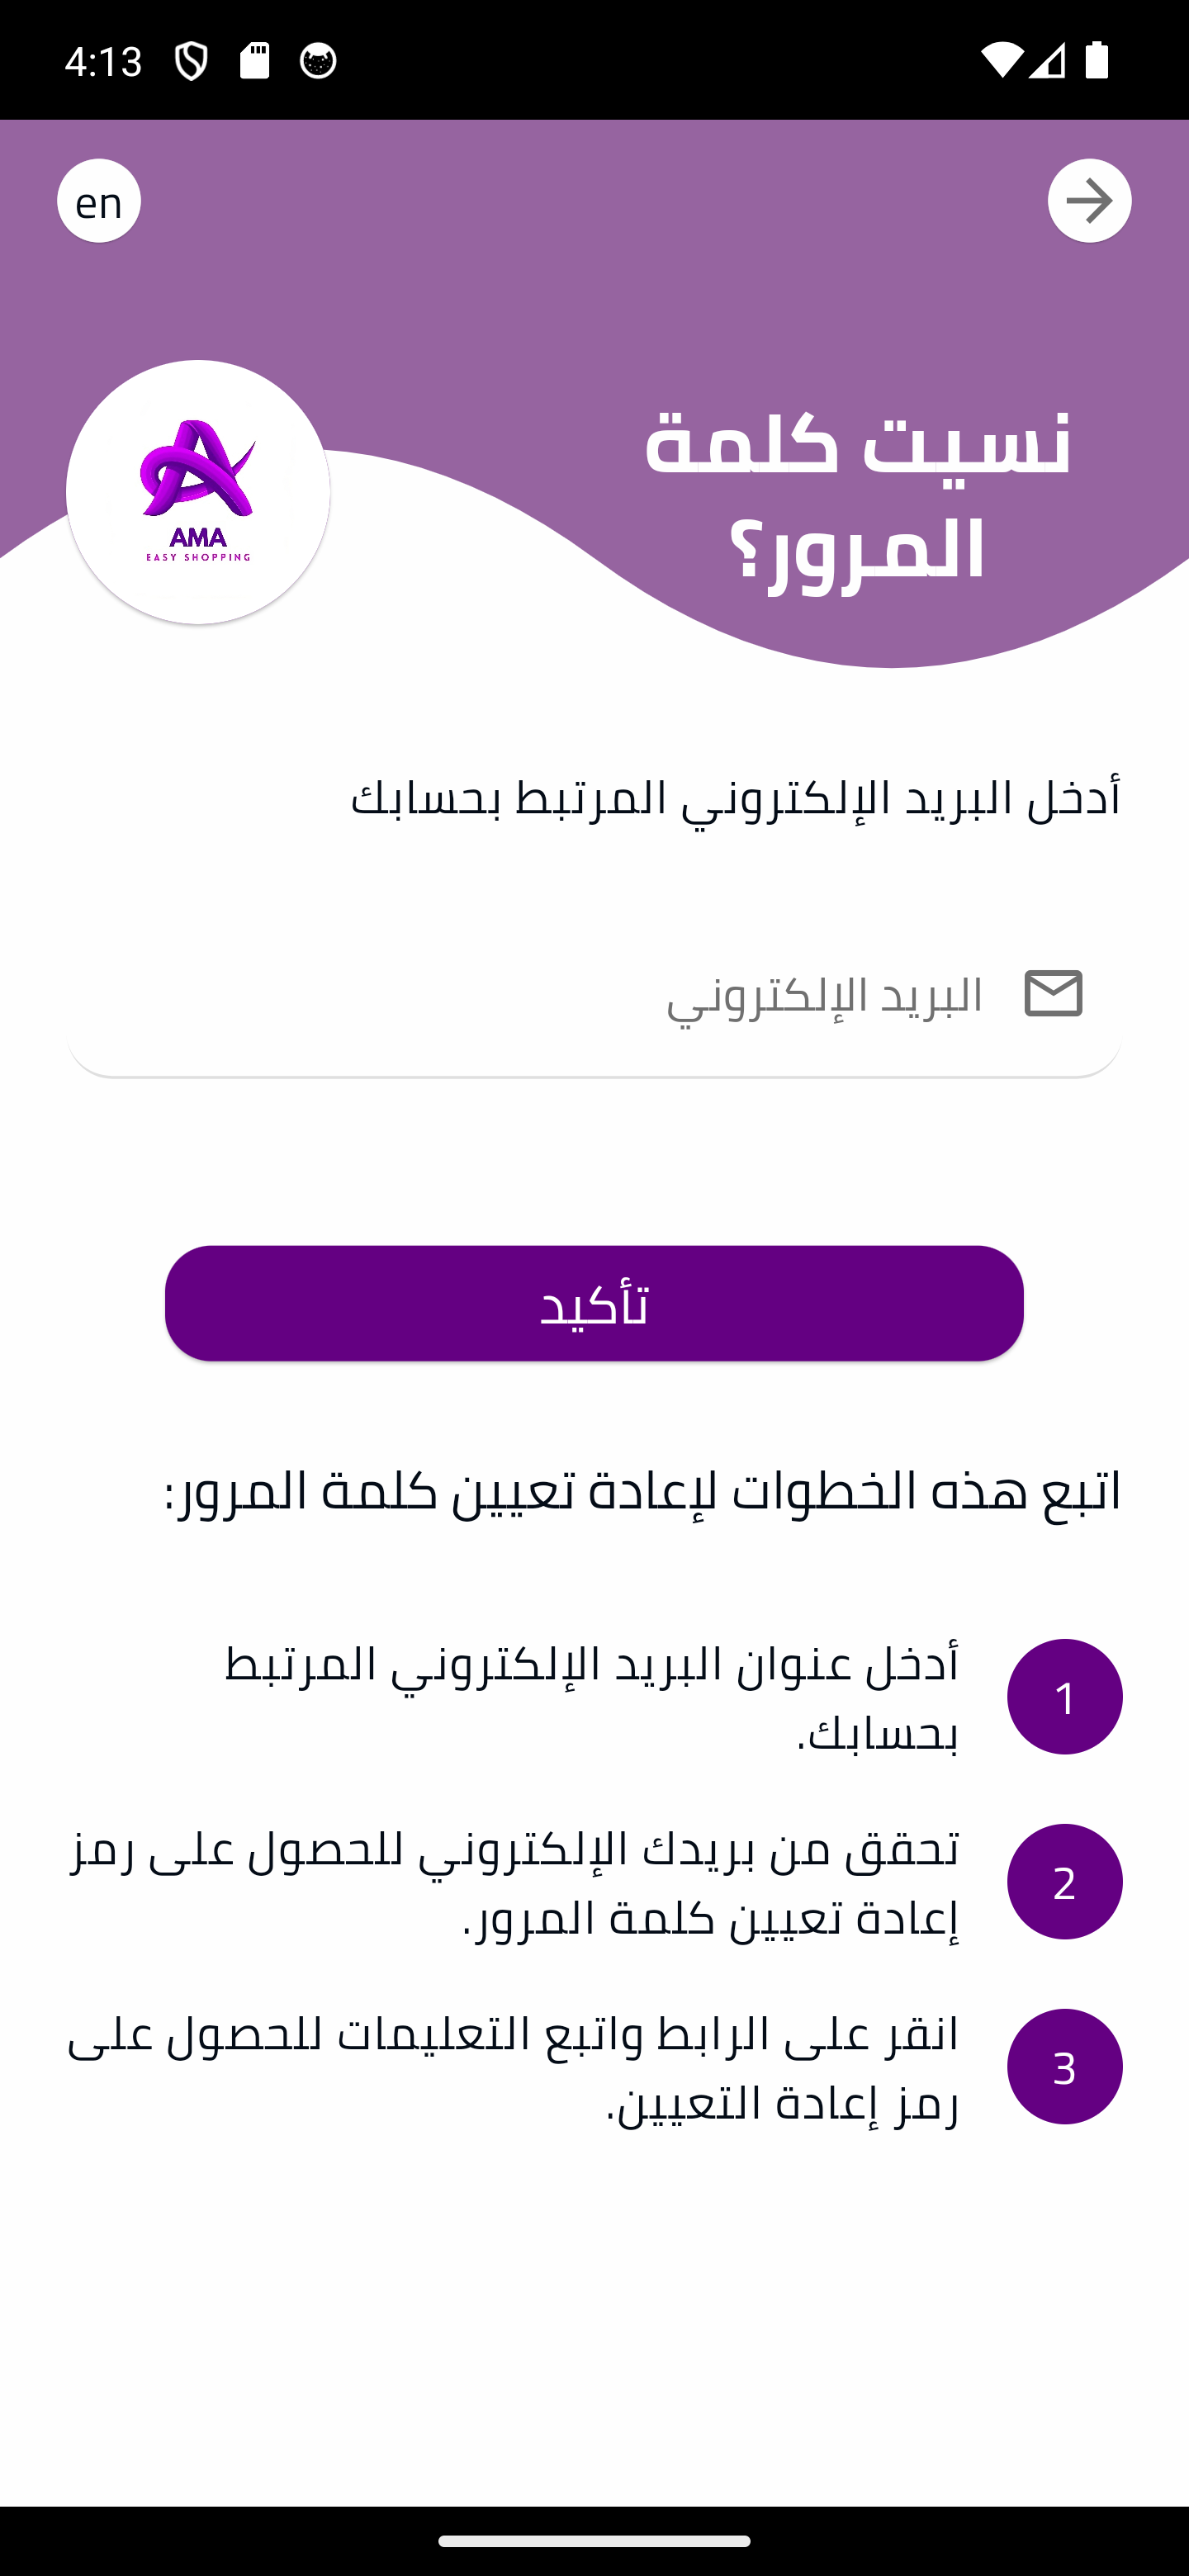 4:13
en
AMA
EASY SHOPPING
نسيت كلمة
المرور؟
أدخل البريد الإلكتروني المرتبط بحسابك
البريد الإلكتروني
تأكيد
اتبع هذه الخطوات لإعادة تعيين كلمة المرور:
1
أدخل عنوان البريد الإلكتروني المرتبط
بحسابك.
2
تحقق من بريدك الإلكتروني للحصول على رمز
إعادة تعيين كلمة المرور.
3
انقر على الرابط واتبع التعليمات للحصول على
رمز إعادة التعيين.